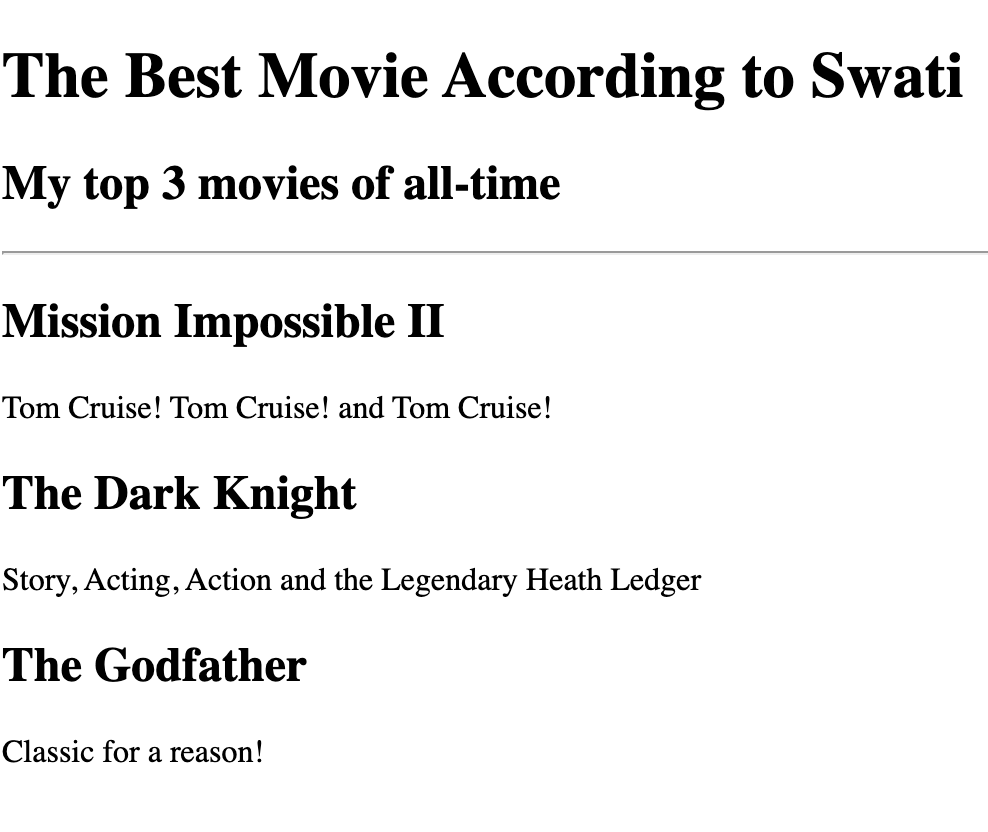 The Best Movie According to Swati
My top 3 movies of all-time
Mission Impossible II
Tom Cruise! Tom Cruise! and Tom Cruise!
The Dark Knight
Story, Acting, Action and the Legendary Heath Ledger
The Godfather
Classic for a reason!